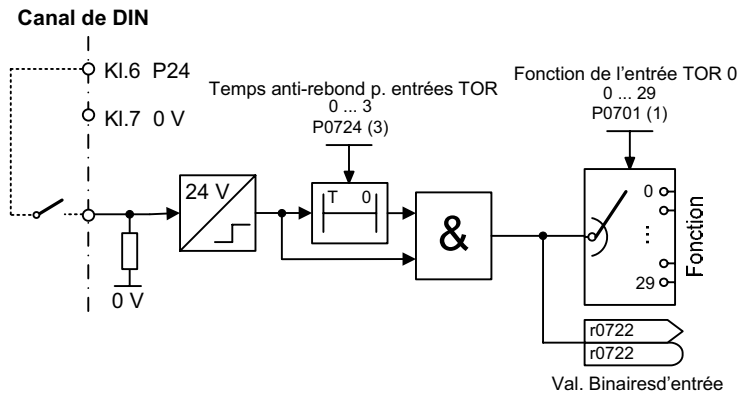 Canal de DIN
Kl.6 P24
Kl.7 0 V
Temps anti-rebond p. entrées TOR
0 ... 3
P0724 (3)
Fonction de l'entrée TOR 0
0 ... 29
P0701 (1)
24 V
T 0
&
0 V
0
...
29
Fonction
r0722
r0722
Val. Binairesd'entrée